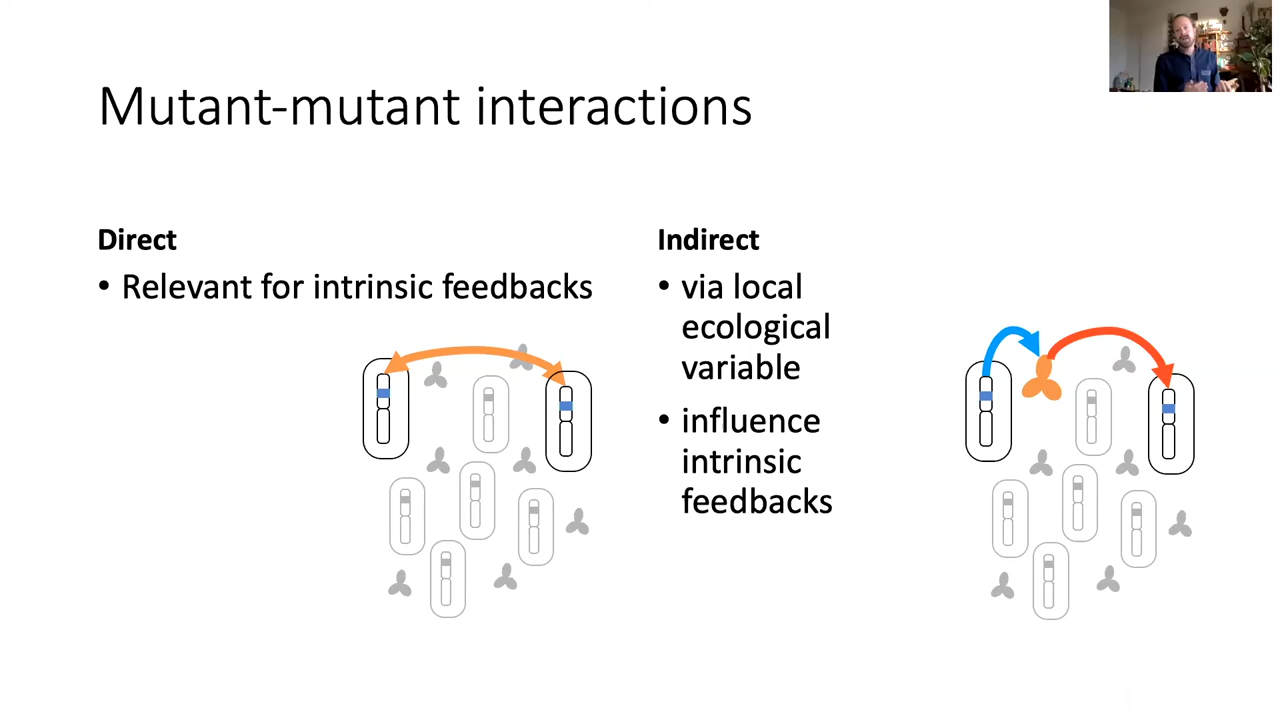 Mutant-mutant interactions
Direct
• Relevant for intrinsic feedbacks
Indirect
• via local
ecological
variable
• influence
intrinsic
feedbacks